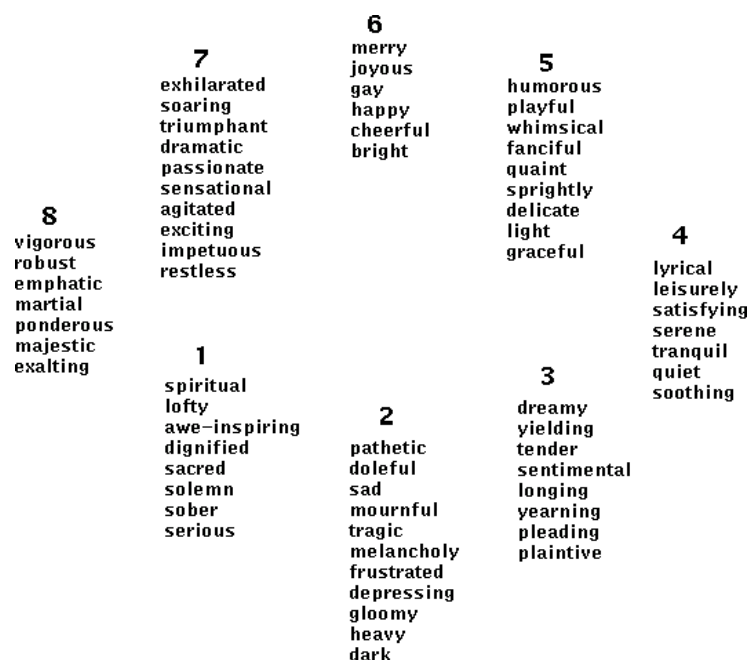 6
merry
joyous
gay
happy
cheerful
bright
7
exhilarated
soaring
triumphant
dramatic
passionate
sensational
agitated
exciting
impetuous
restless
5
humorous
playful
whimsical
fanciful
quaint
sprightly
delicate
light
graceful
8
vigorous
robust
emphatic
martial
ponderous
majestic
exalting
4
lyrical
leisurely
satisfying
serene
tranquil
quiet
soothing
1
spiritual
lofty
awe-inspiring
dignified
sacred
solemn
sober
serious
2
pathetic
doleful
sad
mournful
tragic
melancholy
frustrated
depressing
gloomy
heavy
dark
3
dreamy
yielding
tender
sentimental
longing
yearning
pleading
plaintive